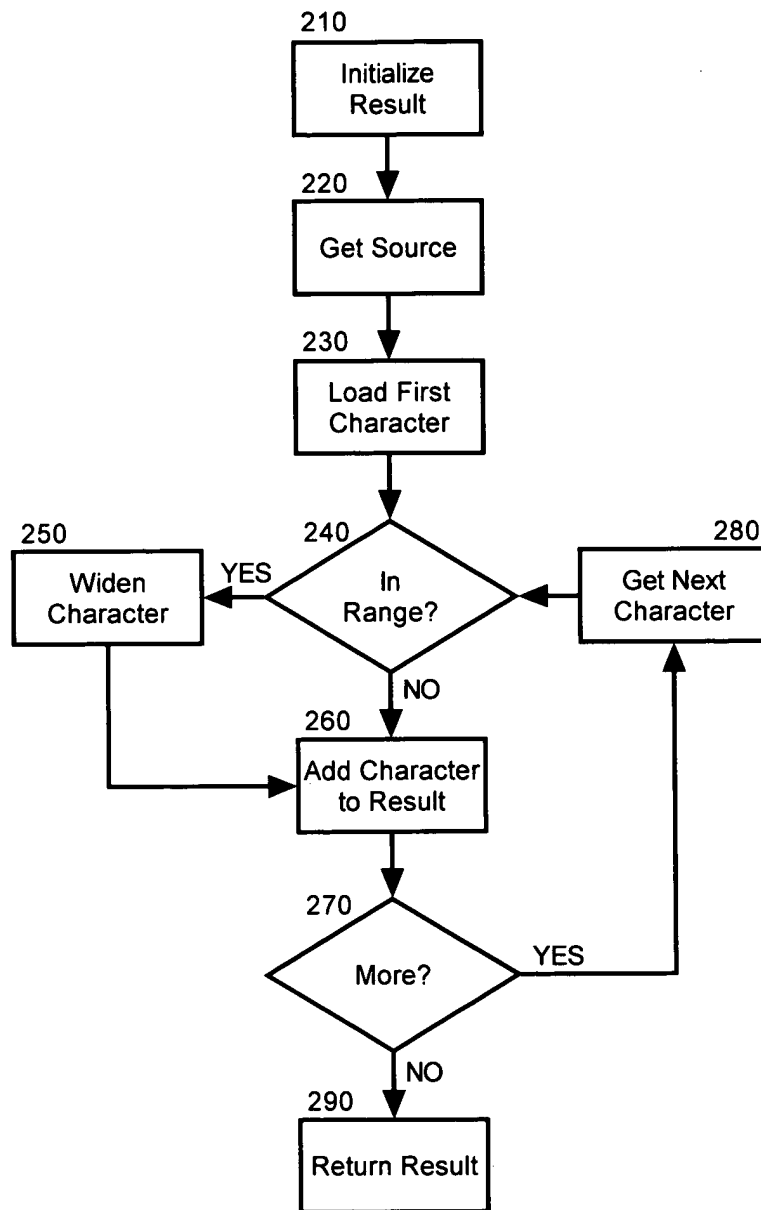 210
Initialize
Result
220
Get Source
230
Load First
Character
240
In
Range?
YES
250
Widen
Character
280
Get Next
Character
NO
260
Add Character
to Result
270
More?
YES
NO
290
Return Result